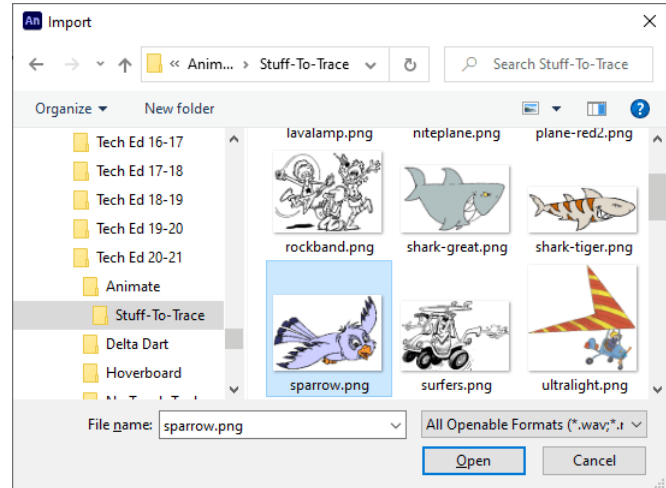 An Import
« Anim... › Stuff-To-Trace
Search Stuff-To-Trace
Organize
New folder
?
Tech Ed 16-17
Tech Ed 17-18
Tech Ed 18-19
Tech Ed 19-20
Tech Ed 20-21
Animate
Stuff-To-Trace
Delta Dart
Hoverboard
lavalamp.png
niteplane.png
plane-red2.png
rockband.png
shark-great.png
shark-tiger.png
sparrow.png
surfers.png
ultralight.png
File name: sparrow.png
All Openable Formats (*.wav;*.r
Open
Cancel